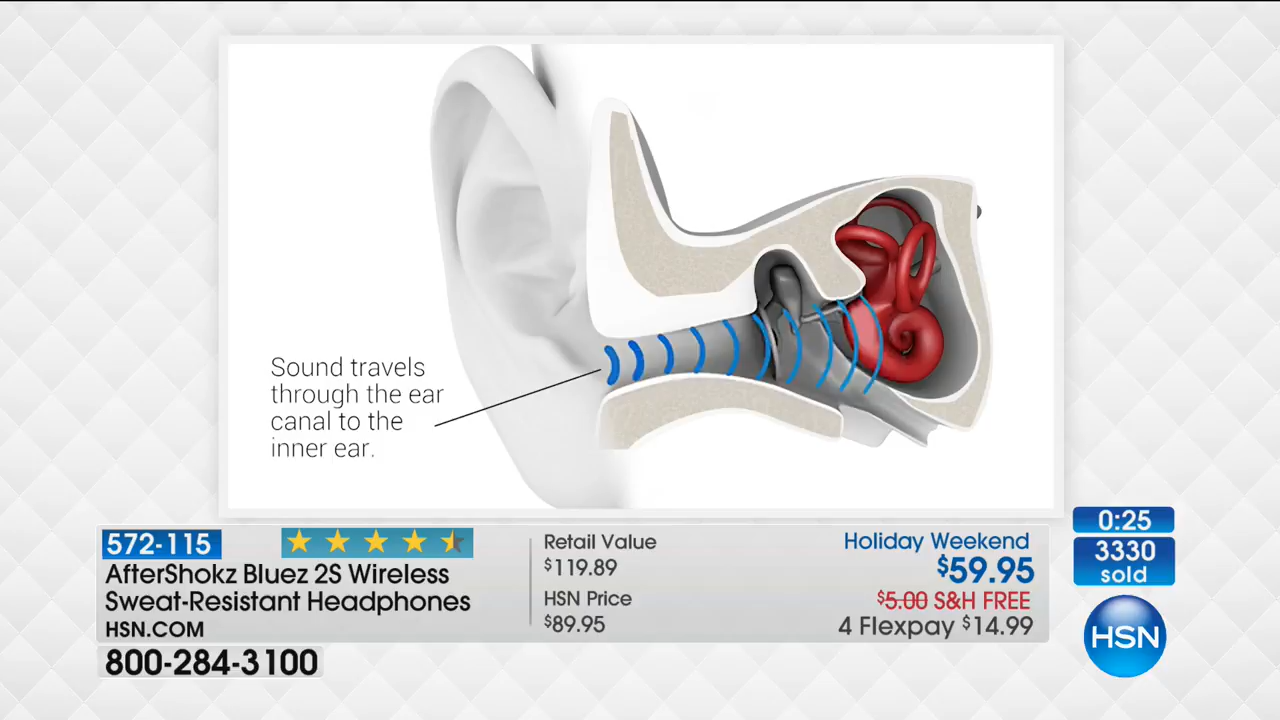 Sound travels
through the ear
canal to the
inner ear.
572-115
AfterShokz Bluez 2S Wireless
Sweat-Resistant Headphones
HSN.COM
800-284-3100
Retail Value
$119.89
HSN Price
$89.95
Holiday Weekend
$59.95
$5.00 S&H FREE
4 Flexpay $14.99
0:25
3330
sold
HSN